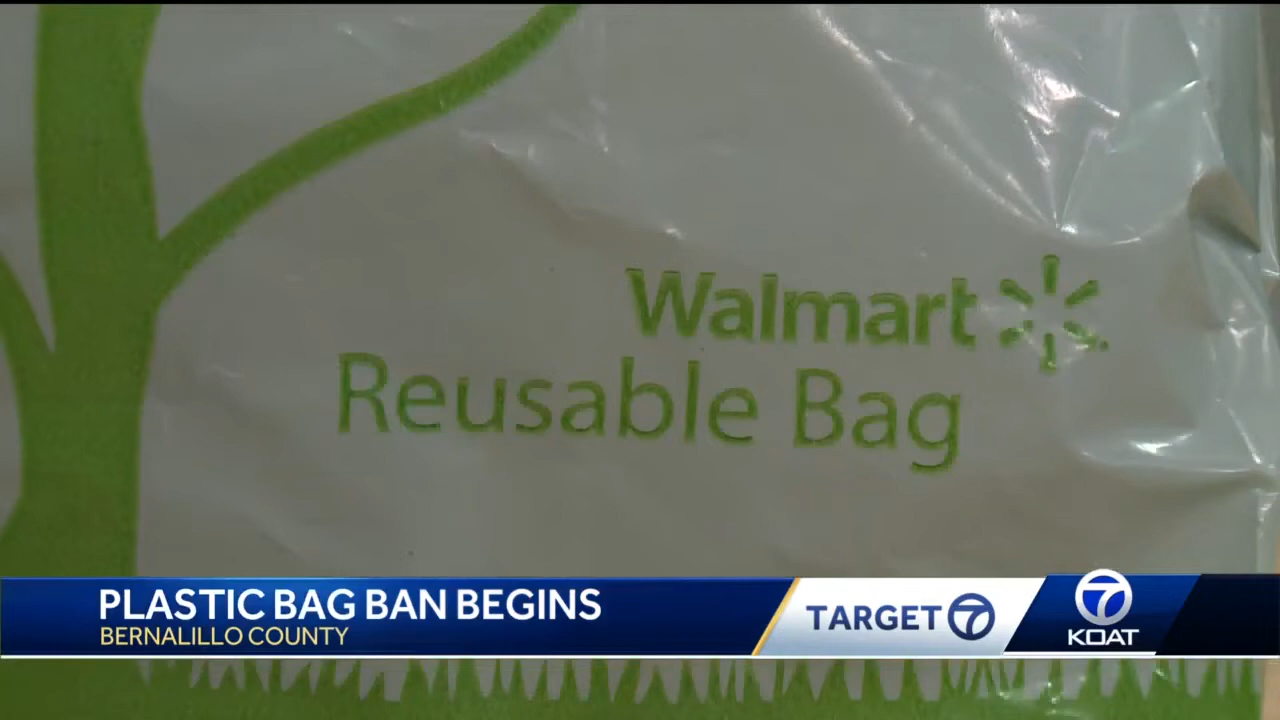 Walmart
Reusable Bag
PLASTIC BAG BAN BEGINS
BERNALILLO COUNTY
TARGET 7
7
KOAT